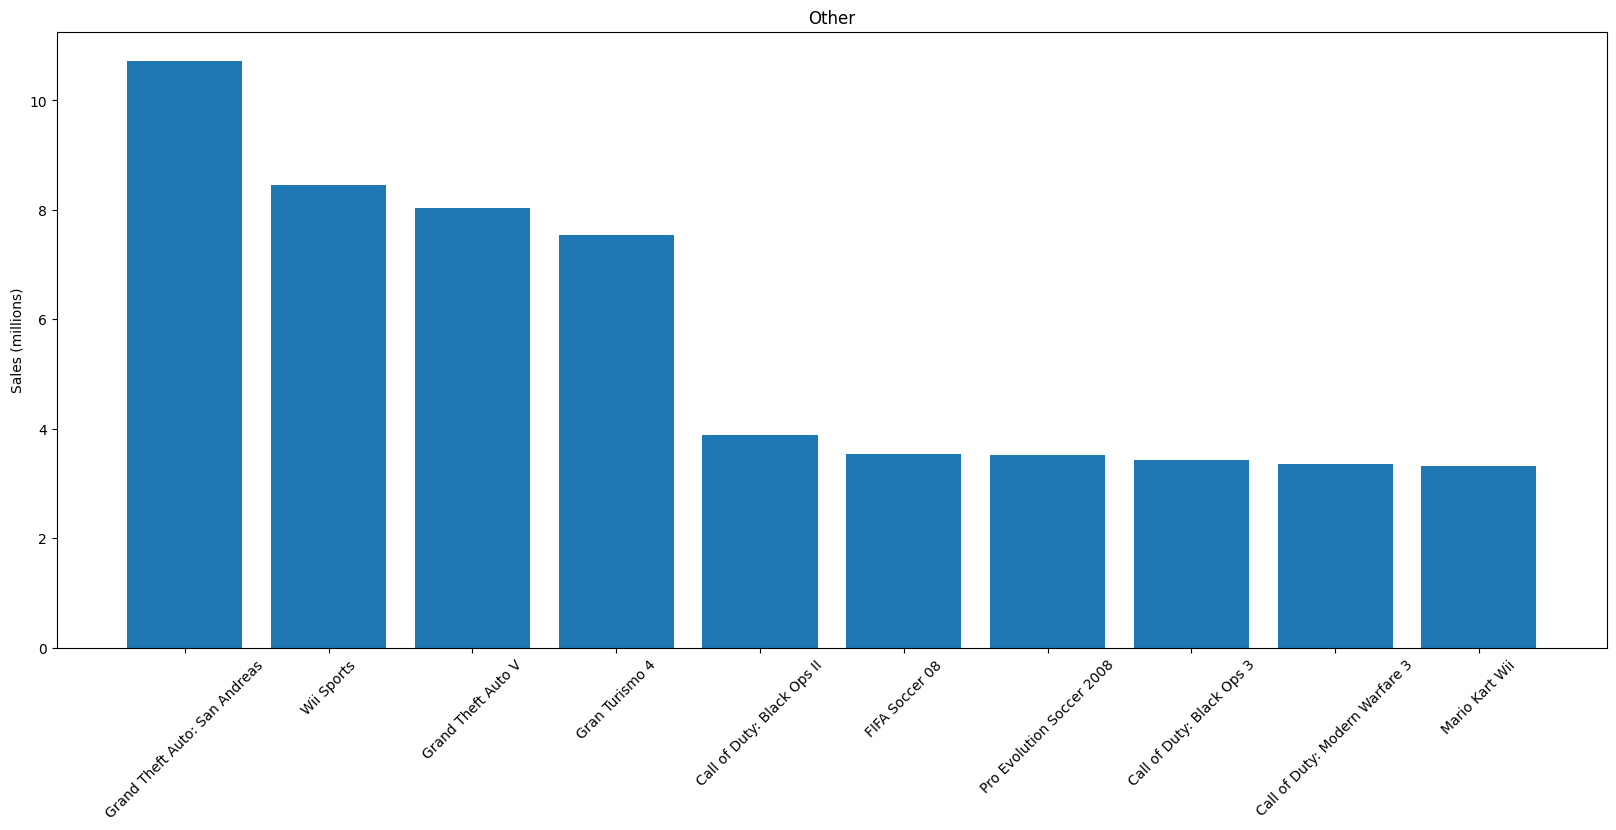 Other
Sales (millions)
10
8
6
4
2
0
Grand Theft Auto: San Andreas
Wii Sports
Grand Theft Auto V
Gran Turismo 4
Call of Duty: Black Ops II
FIFA Soccer 08
Pro Evolution Soccer 2008
Call of Duty: Black Ops 3
Call of Duty: Modern Warfare 3
Mario Kart Wii